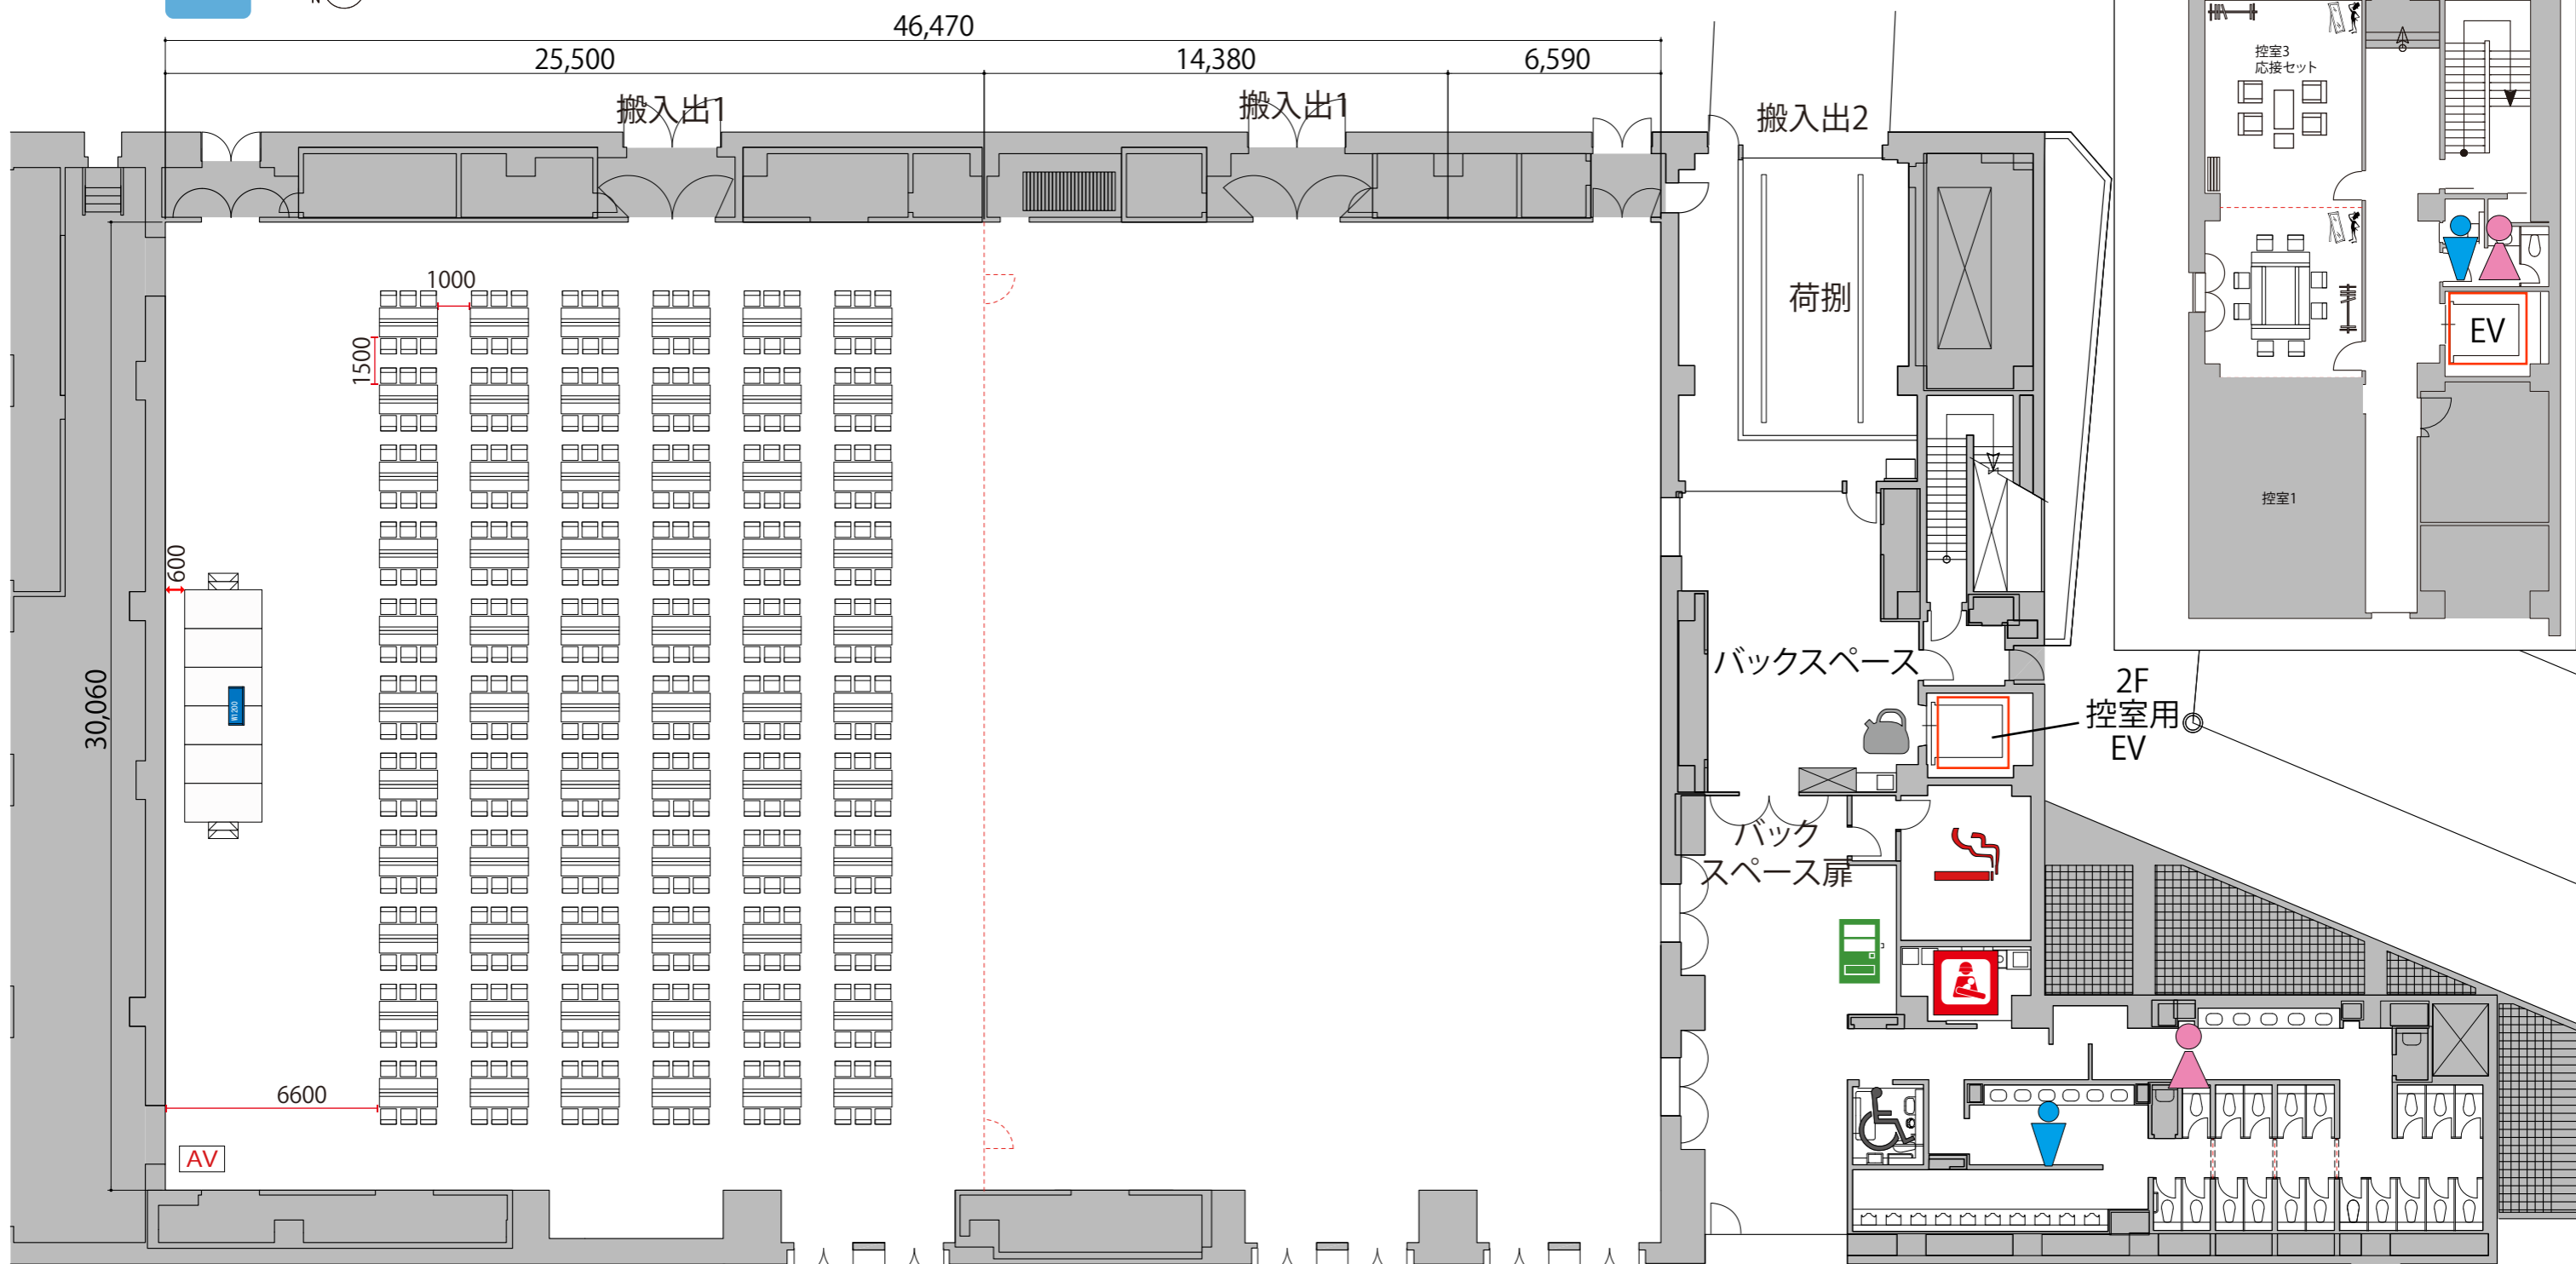 N
46,470
25,500
14,380
6,590
搬入出1
搬入出1
搬入出2
控室3
応接セット
1000
1500
荷捌
EV
控室1
600
30,060
W1200
バックスペース
2F
控室用
EV
バック
スペース扉
6600
AV